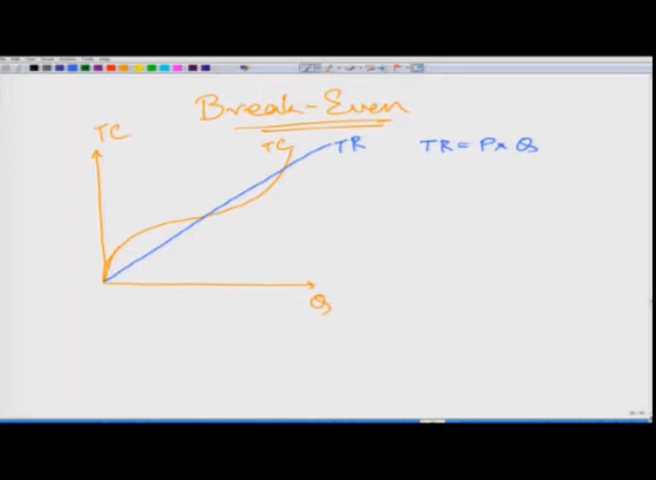 Break-Even
TC
TC
TR
TR = P × Q
Q